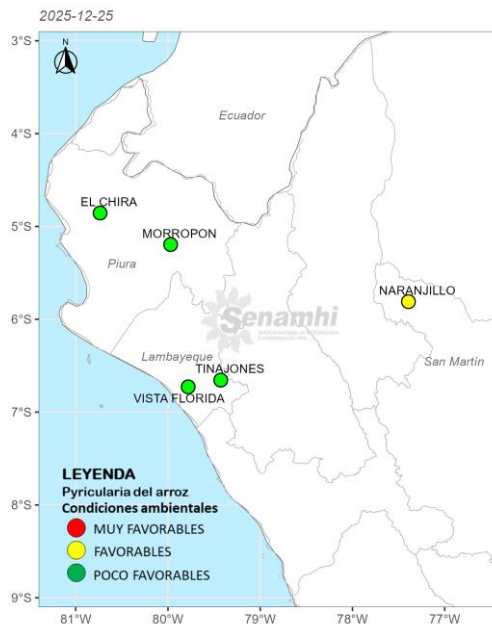 2025-12-25
N
3°S
4°S
5°S
6°S
7°S
8°S
9°S
Ecuador
EL CHIRA
MORROPON
Piura
NARANJILLO
Senamhi
San Martín
Lambayeque
TINAJONES
VISTA FLORIDA
LEYENDA
Pyricularia del arroz
Condiciones ambientales
MUY FAVORABLES
FAVORABLES
POCO FAVORABLES
81°W
80°W
79°W
78°W
77°W